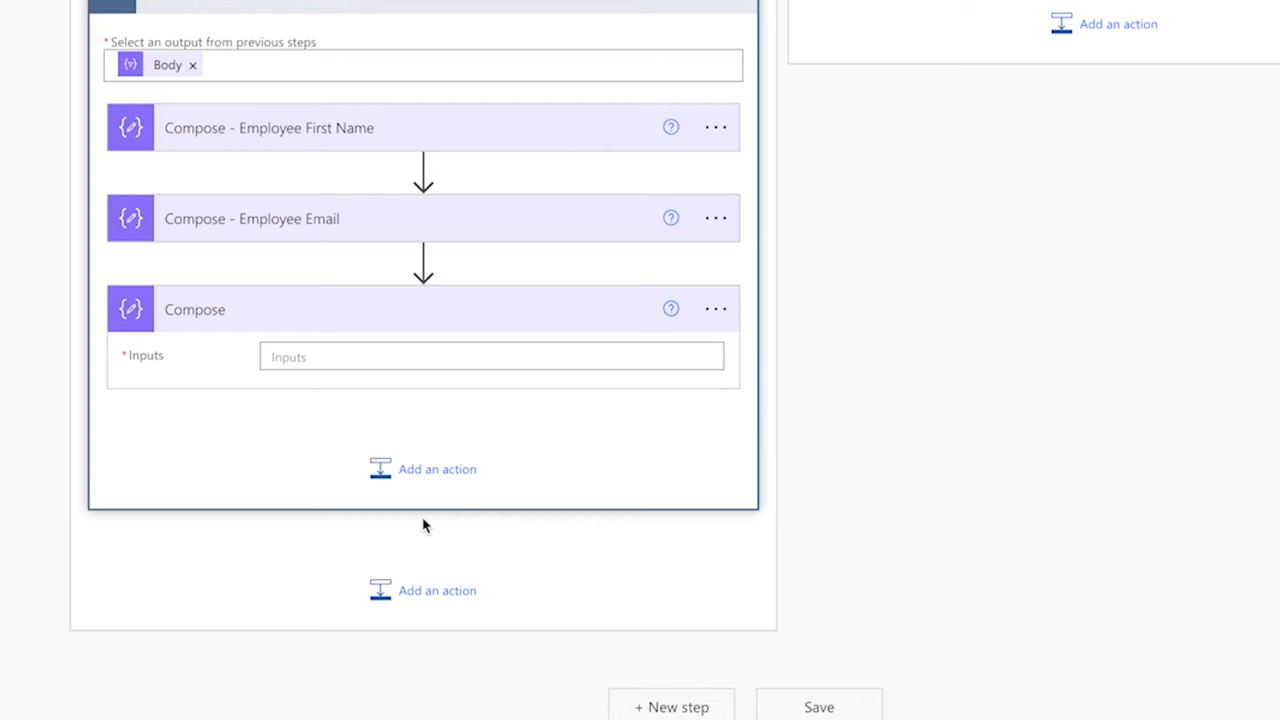 Add an action
* Select an output from previous steps
Body ×
Compose - Employee First Name
Compose - Employee Email
Compose
* Inputs
Inputs
Add an action
Add an action
+ New step
Save